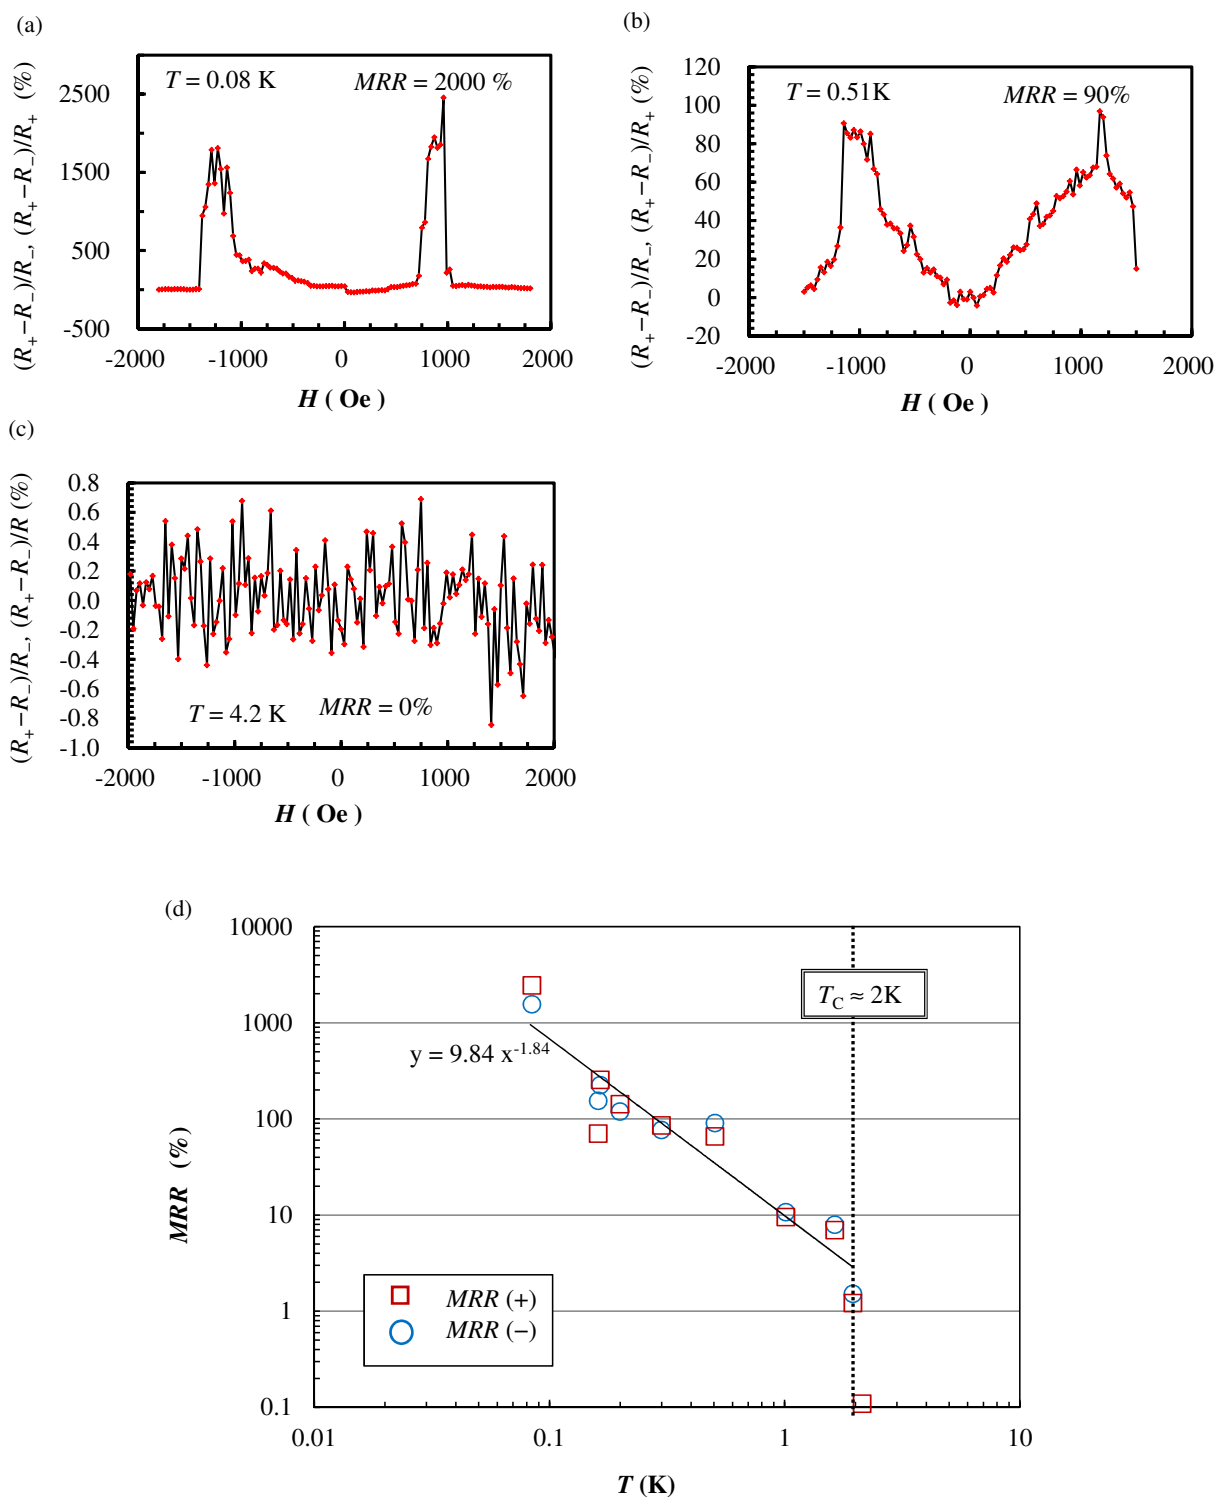 (a)
(R₊−R₋)/R₋, (R₊−R₋)/R₊ (%)
T = 0.08 K
MRR = 2000 %
2500
1500
500
-500
-2000 -1000 0 1000 2000
H ( Oe )
(b)
(R₊−R₋)/R₋, (R₊−R₋)/R₊ (%)
T = 0.51K
MRR = 90%
120
100
80
60
40
20
0
-20
-2000 -1000 0 1000 2000
H ( Oe )
(c)
(R₊−R₋)/R₋, (R₊−R₋)/R (%)
0.8
0.6
0.4
0.2
0.0
-0.2
-0.4
-0.6
-0.8
-1.0
T = 4.2 K
MRR = 0%
-2000 -1000 0 1000 2000
H ( Oe )
(d)
MRR (%)
10000
1000
100
10
1
0.1
T_C ≈ 2K
y = 9.84 x^-1.84
MRR (+)
MRR (−)
0.01 0.1 1 10
T (K)